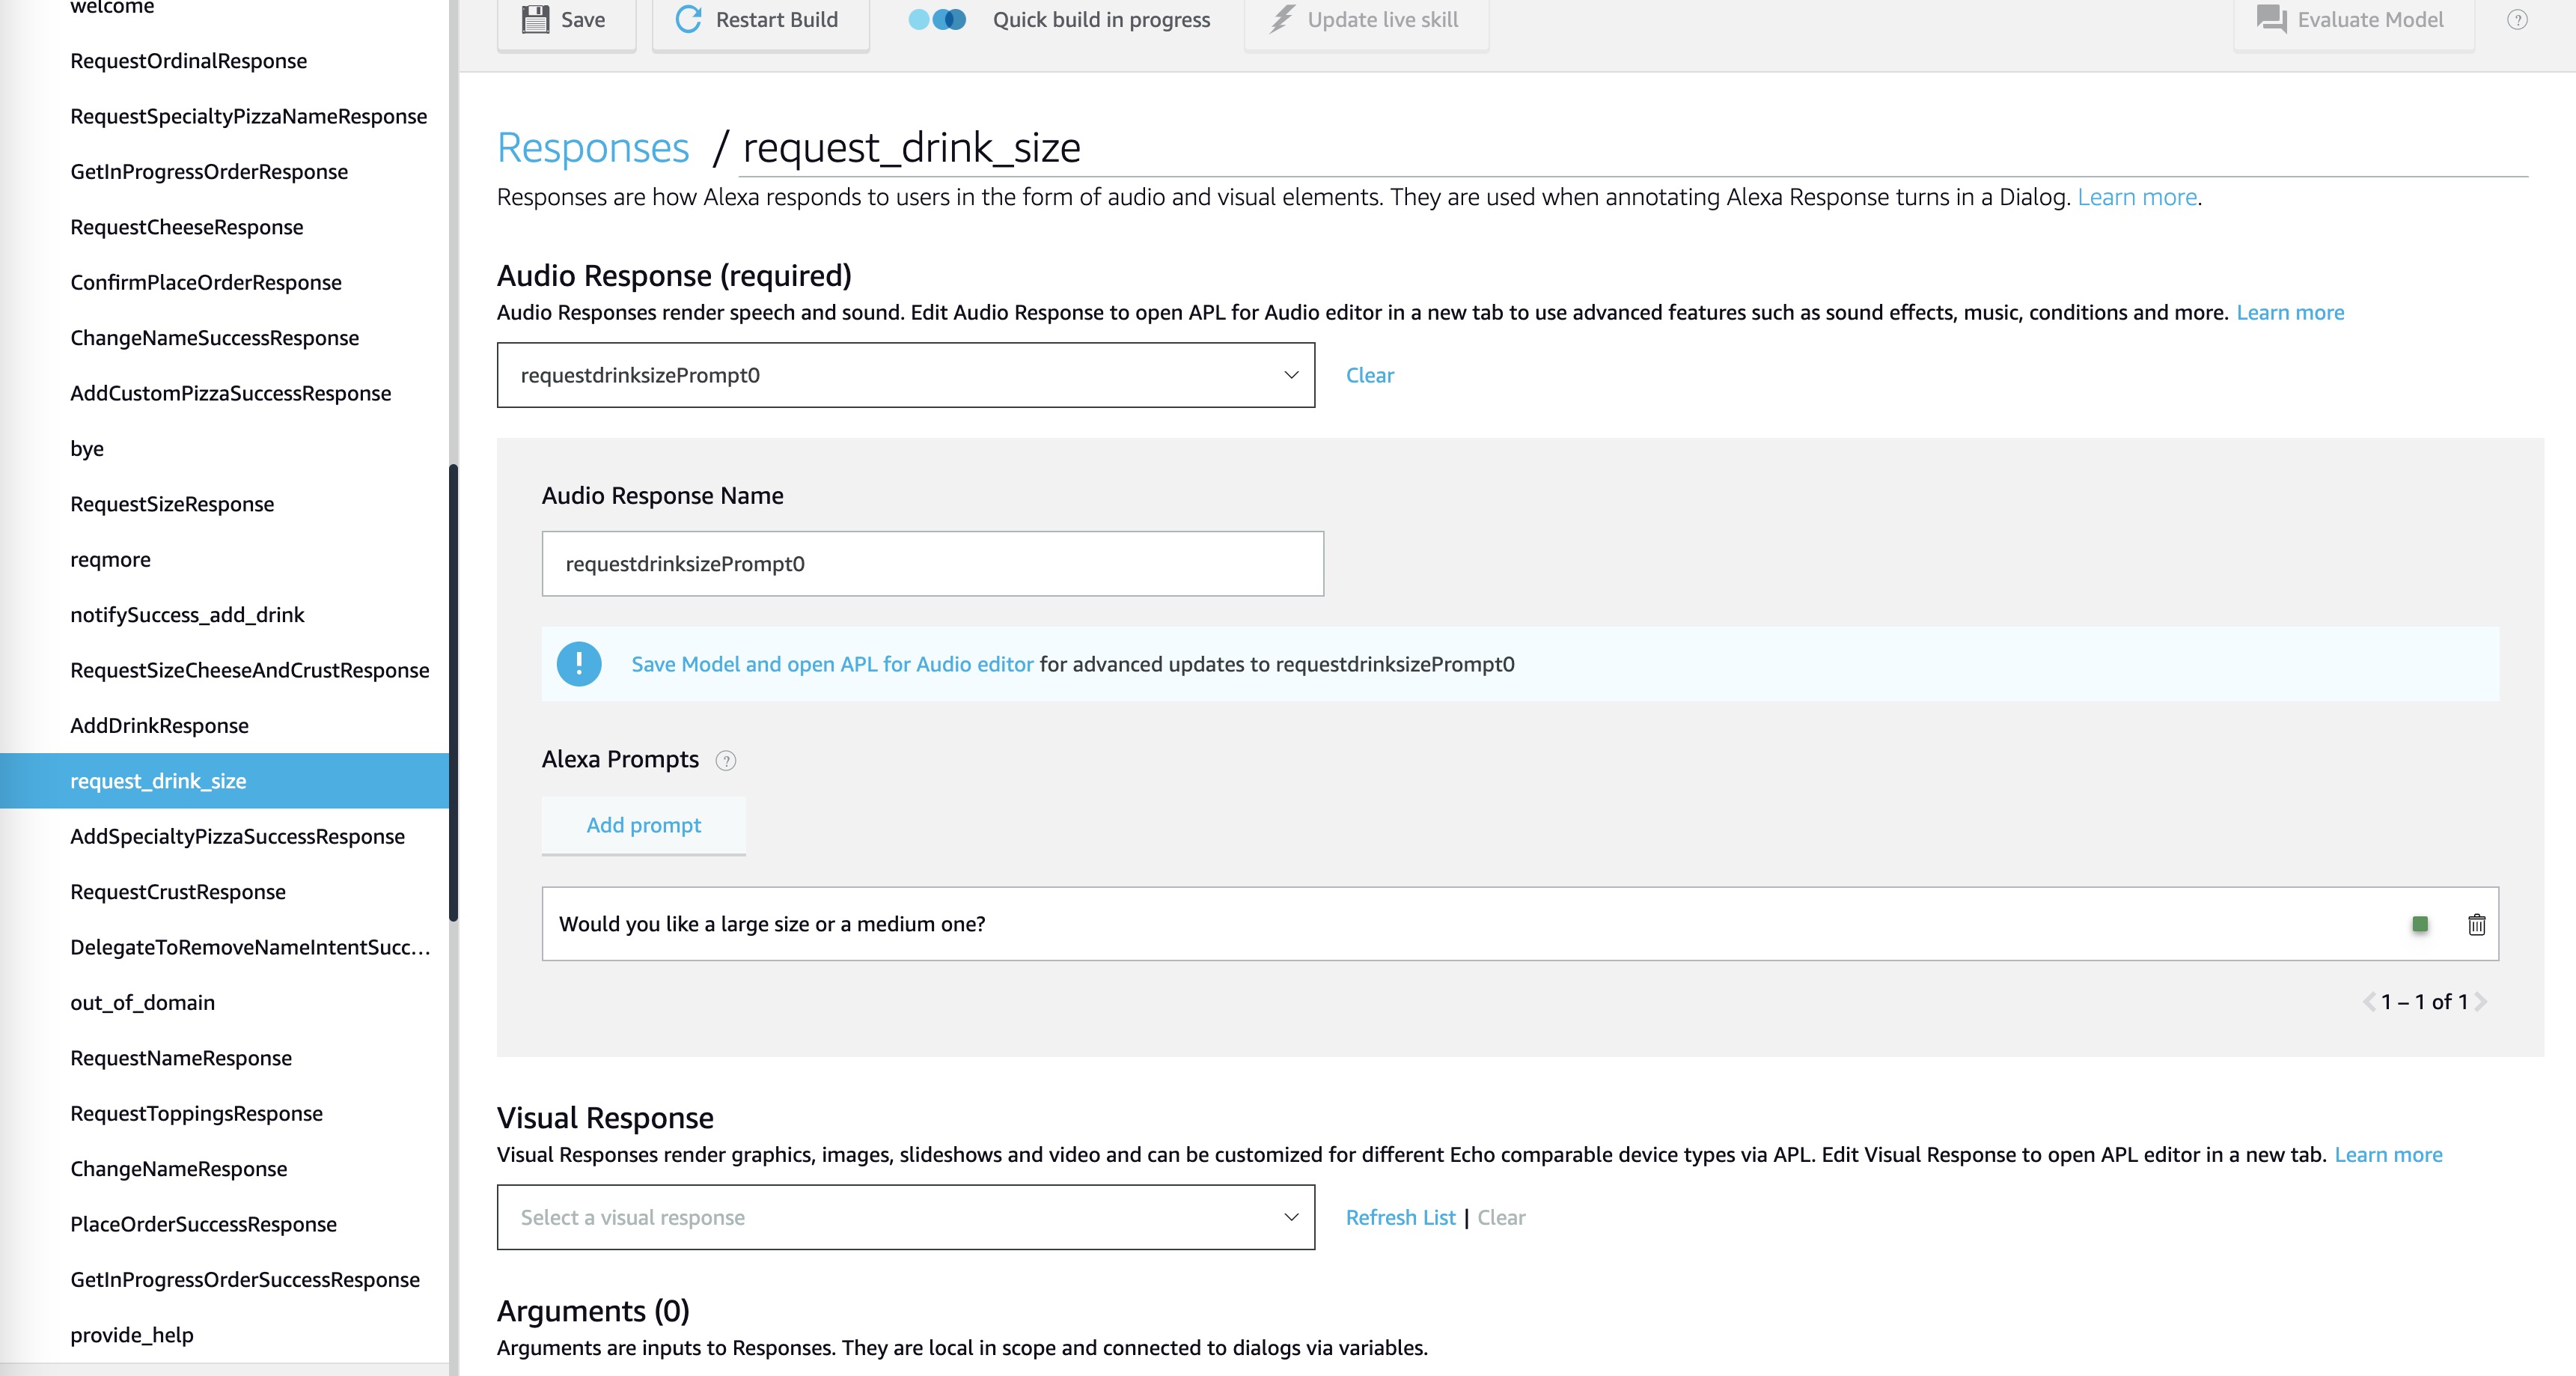 welcome
RequestOrdinalResponse
RequestSpecialtyPizzaNameResponse
GetInProgressOrderResponse
RequestCheeseResponse
ConfirmPlaceOrderResponse
ChangeNameSuccessResponse
AddCustomPizzaSuccessResponse
bye
RequestSizeResponse
reqmore
notifySuccess_add_drink
RequestSizeCheeseAndCrustResponse
AddDrinkResponse
request_drink_size
AddSpecialtyPizzaSuccessResponse
RequestCrustResponse
DelegateToRemoveNameIntentSucc...
out_of_domain
RequestNameResponse
RequestToppingsResponse
ChangeNameResponse
PlaceOrderSuccessResponse
GetInProgressOrderSuccessResponse
provide_help
Save Restart Build Quick build in progress Update live skill Evaluate Model ?
Responses / request_drink_size
Responses are how Alexa responds to users in the form of audio and visual elements. They are used when annotating Alexa Response turns in a Dialog. Learn more.
Audio Response (required)
Audio Responses render speech and sound. Edit Audio Response to open APL for Audio editor in a new tab to use advanced features such as sound effects, music, conditions and more. Learn more
requestdrinksizePrompt0 Clear
Audio Response Name
requestdrinksizePrompt0
! Save Model and open APL for Audio editor for advanced updates to requestdrinksizePrompt0
Alexa Prompts ?
Add prompt
Would you like a large size or a medium one?
1 – 1 of 1
Visual Response
Visual Responses render graphics, images, slideshows and video and can be customized for different Echo comparable device types via APL. Edit Visual Response to open APL editor in a new tab. Learn more
Select a visual response Refresh List | Clear
Arguments (0)
Arguments are inputs to Responses. They are local in scope and connected to dialogs via variables.